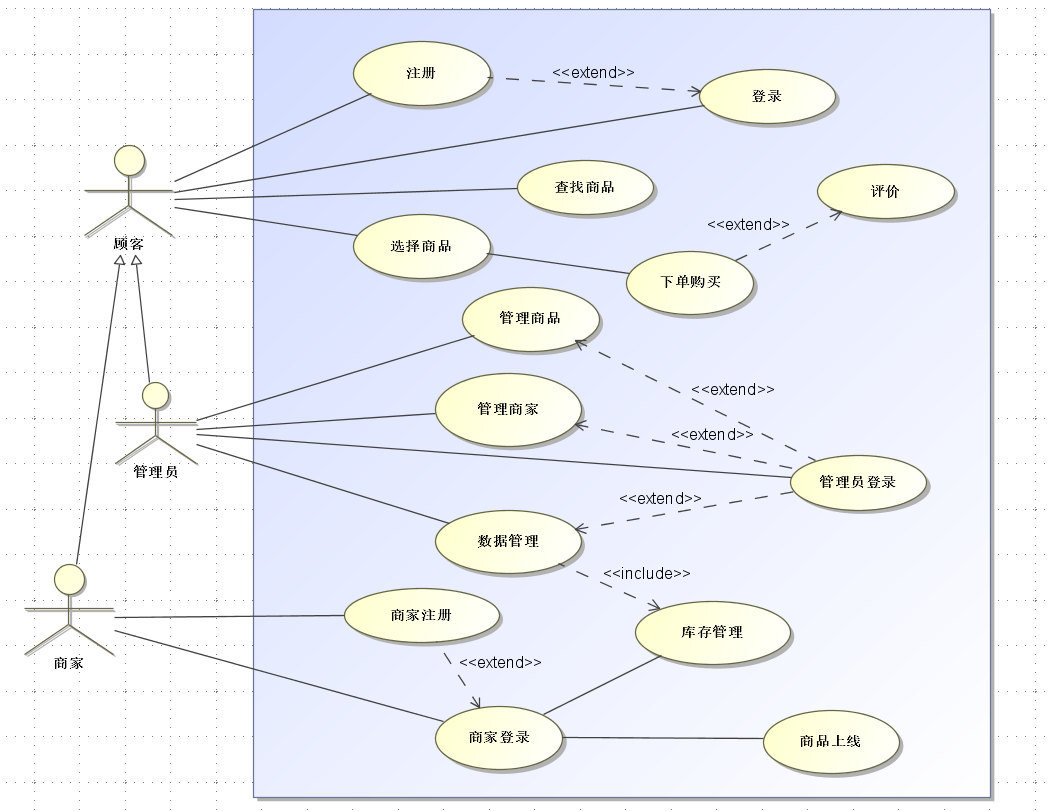 注册
<<extend>>
登录
查找商品
评价
<<extend>>
顾客
选择商品
下单购买
管理商品
<<extend>>
管理商家
<<extend>>
管理员
管理员登录
<<extend>>
数据管理
<<include>>
商家注册
库存管理
商家
<<extend>>
商家登录
商品上线